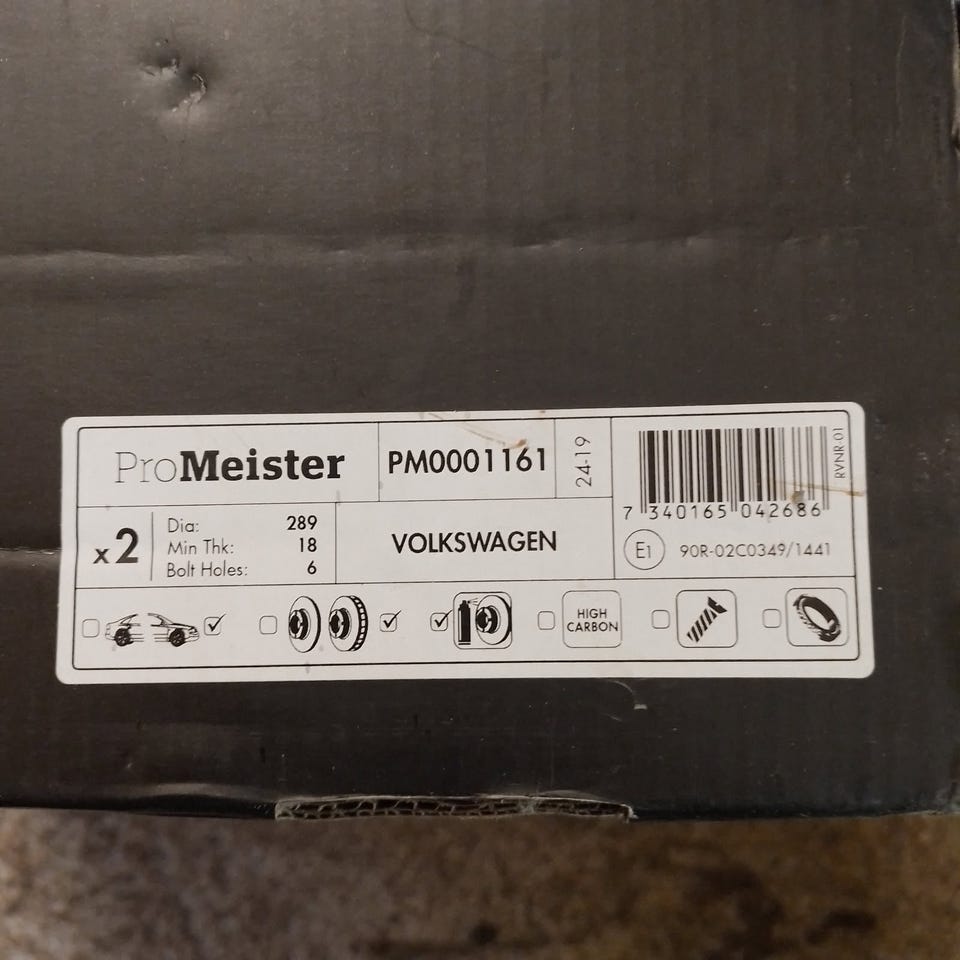 ProMeister
PM0001161
24-19
RVNR-01
7 340165 042686
x2
Dia: 289
Min Thk: 18
Bolt Holes: 6
VOLKSWAGEN
E1 90R-02C0349/1441
HIGH
CARBON